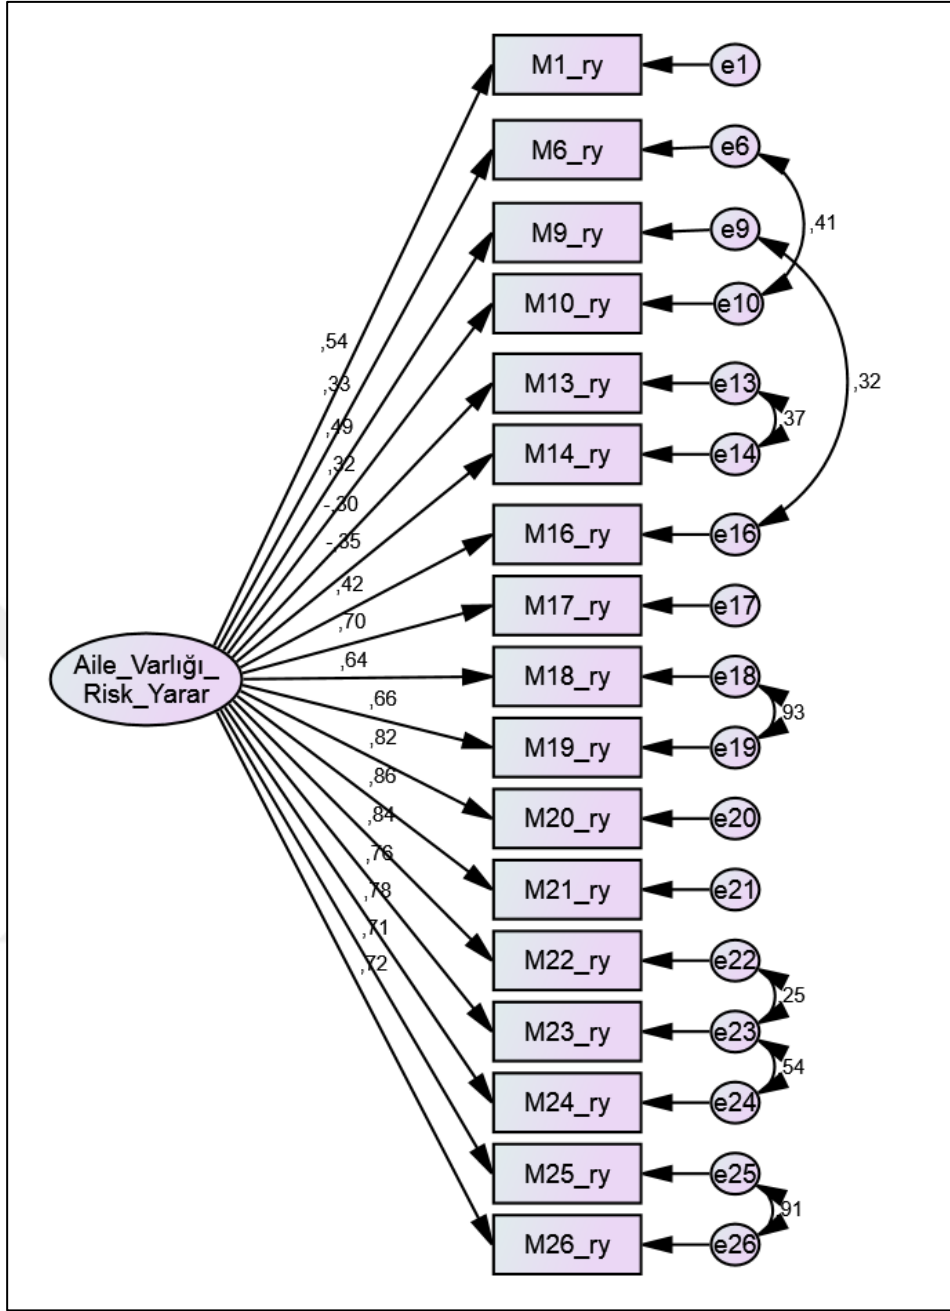 M1_ry
e1
M6_ry
e6
M9_ry
e9
,41
M10_ry
e10
,54
,33
M13_ry
e13
,32
,37
,49
M14_ry
e14
,32
-,30
M16_ry
e16
-,35
,42
M17_ry
e17
,70
,64
M18_ry
e18
Aile_Varlığı_
Risk_Yarar
,66
,93
,82
M19_ry
e19
,86
,84
M20_ry
e20
,76
,78
M21_ry
e21
,71
,72
M22_ry
e22
,25
M23_ry
e23
,54
M24_ry
e24
M25_ry
e25
,91
M26_ry
e26